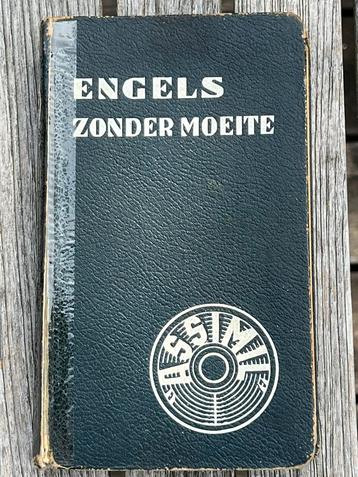 ENGELS
ZONDER MOEITE
"ASSIMIL"